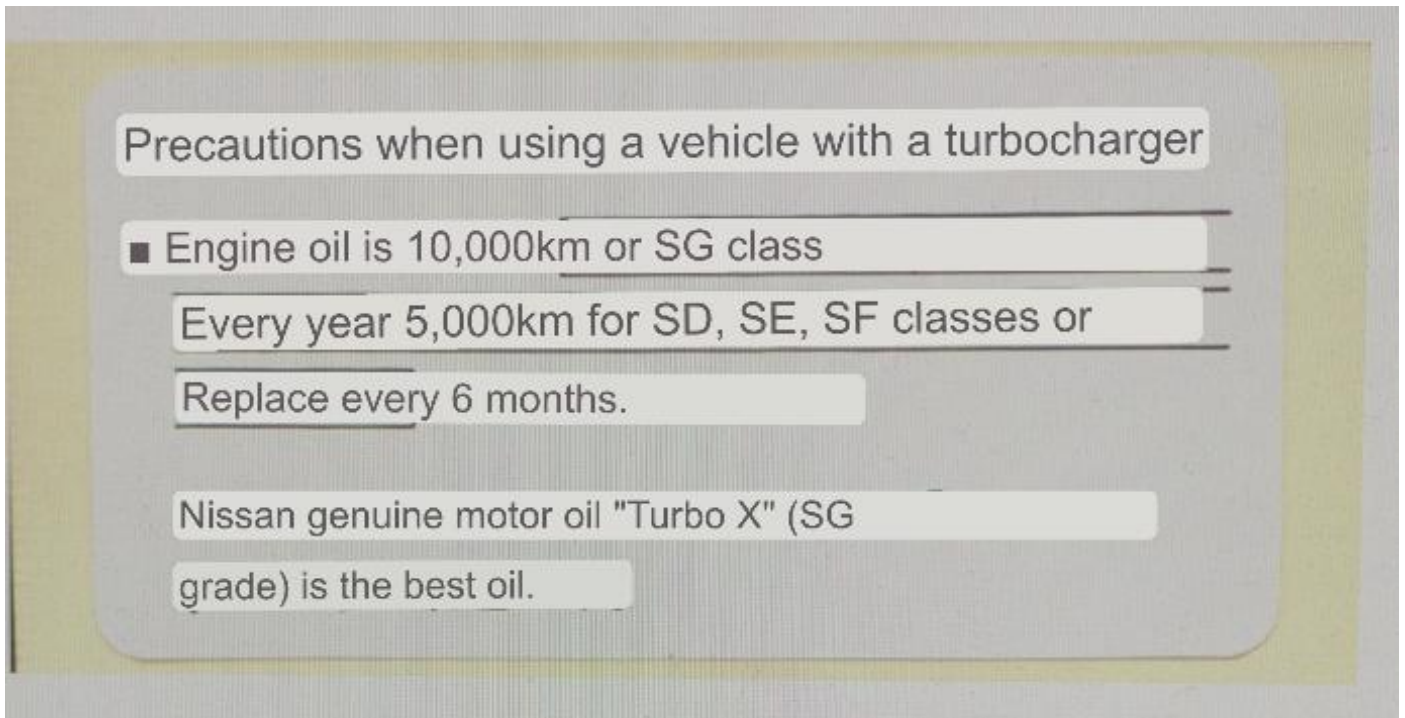 Precautions when using a vehicle with a turbocharger
■ Engine oil is 10,000km or SG class
Every year 5,000km for SD, SE, SF classes or
Replace every 6 months.
Nissan genuine motor oil "Turbo X" (SG
grade) is the best oil.